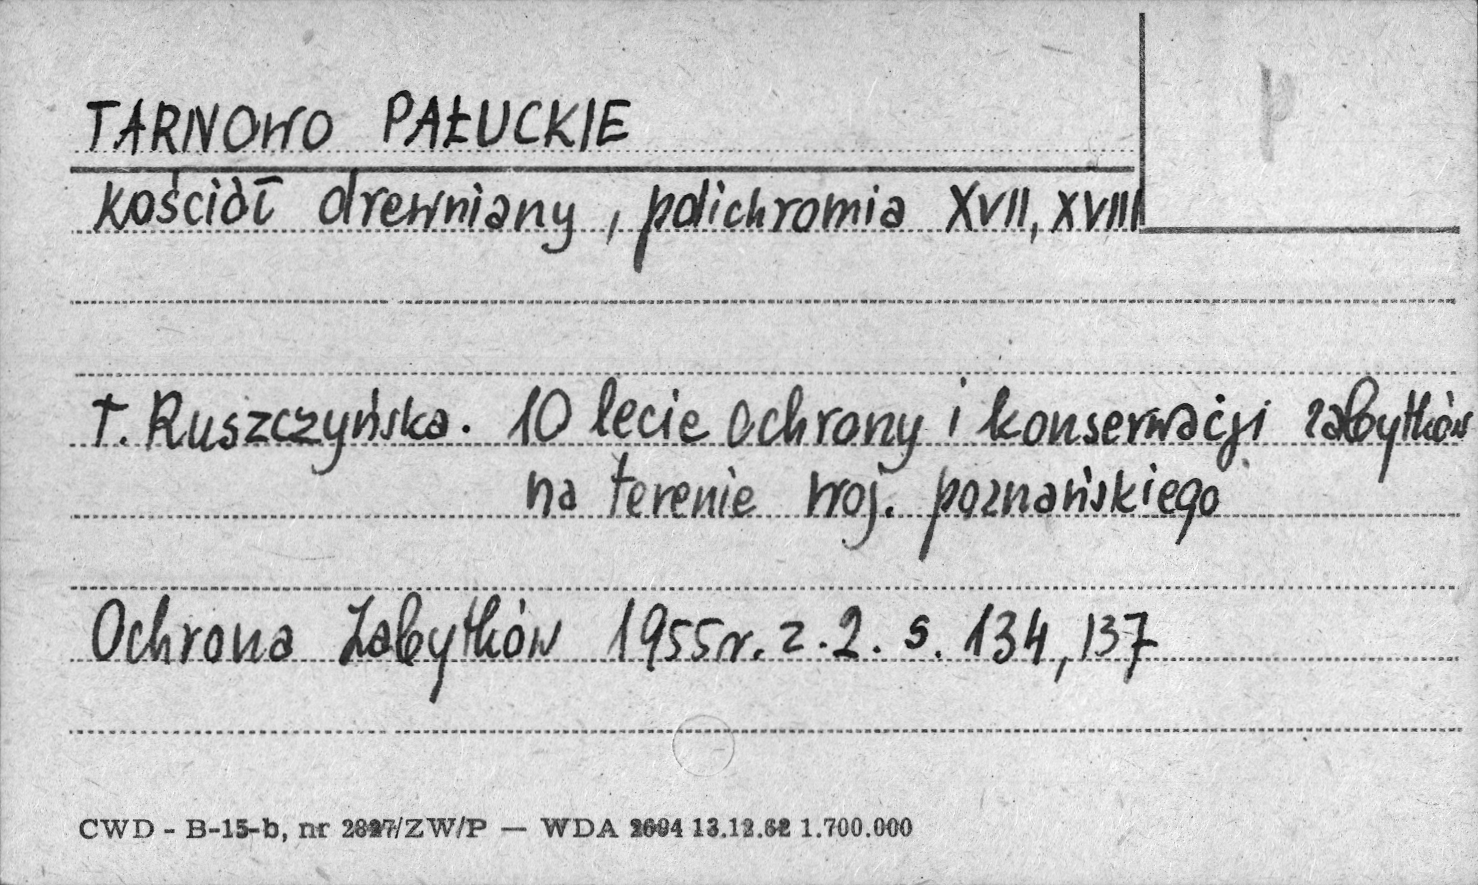 p
TARNOWO PAŁUCKIE
kościół drewniany, polichromia XVII, XVIII
T. Ruszczyńska. 10 lecie ochrony i konserwacji zabytków
na terenie woj. poznańskiego
Ochrona Zabytków 1955r. z. 2. s. 134, 137
CWD - B-15-b, nr 2827/ZW/P — WDA 13.12.62 1.700.000